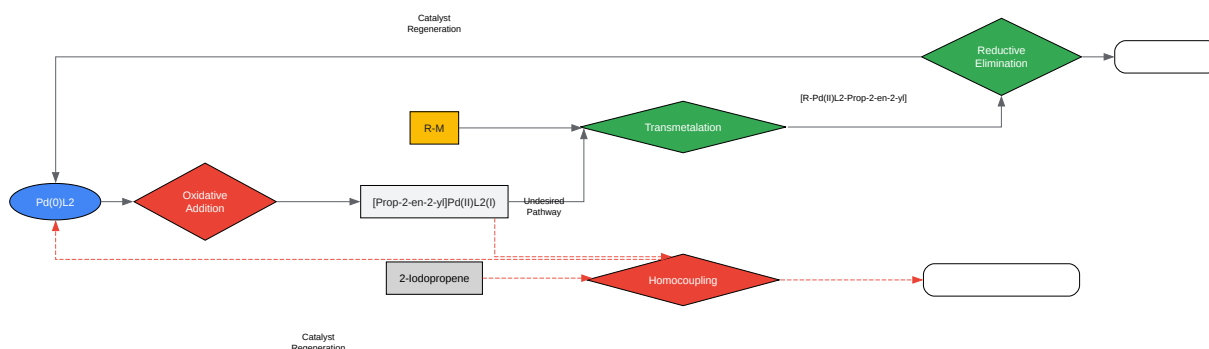 Catalyst
Regeneration
Reductive
Elimination
[R-Pd(II)L2-Prop-2-en-2-yl]
R-M
Transmetalation
Oxidative
Addition
Pd(0)L2
[Prop-2-en-2-yl]Pd(II)L2(I)
Undesired
Pathway
2-Iodopropene
Homocoupling
Catalyst
Regeneration